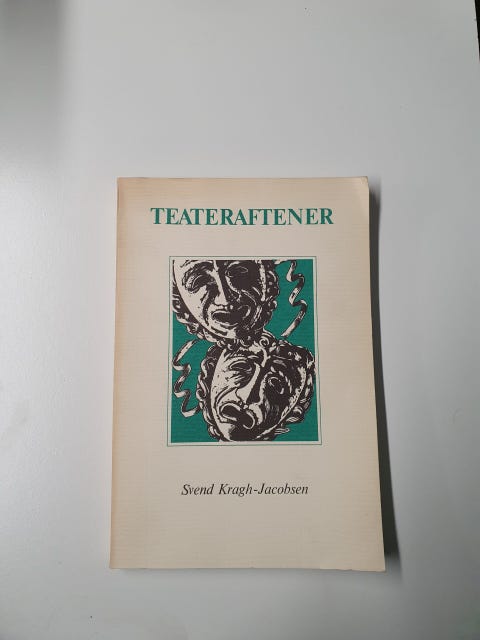 TEATERAFTENER
Svend Kragh-Jacobsen